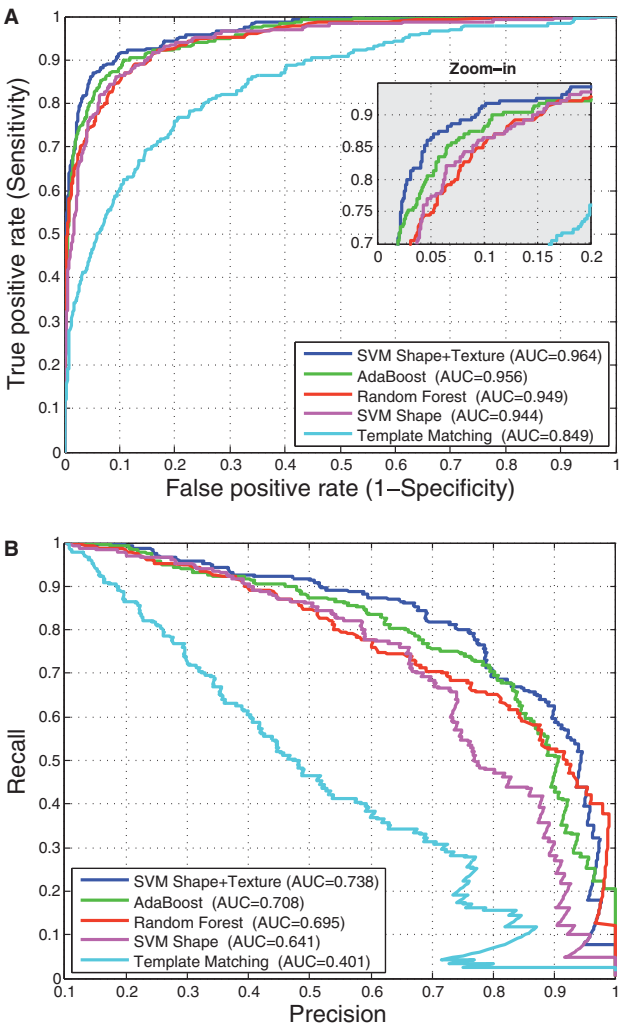 A
1
0.9
0.8
0.7
0.6
0.5
0.4
0.3
0.2
0.1
0
True positive rate (Sensitivity)
Zoom–in
0.9
0.85
0.8
0.75
0.7
0 0.05 0.1 0.15 0.2
SVM Shape+Texture (AUC=0.964)
AdaBoost (AUC=0.956)
Random Forest (AUC=0.949)
SVM Shape (AUC=0.944)
Template Matching (AUC=0.849)
0 0.1 0.2 0.3 0.4 0.5 0.6 0.7 0.8 0.9 1
False positive rate (1–Specificity)
B
1
0.9
0.8
0.7
0.6
0.5
0.4
0.3
0.2
0.1
0
Recall
SVM Shape+Texture (AUC=0.738)
AdaBoost (AUC=0.708)
Random Forest (AUC=0.695)
SVM Shape (AUC=0.641)
Template Matching (AUC=0.401)
0.1 0.2 0.3 0.4 0.5 0.6 0.7 0.8 0.9 1
Precision